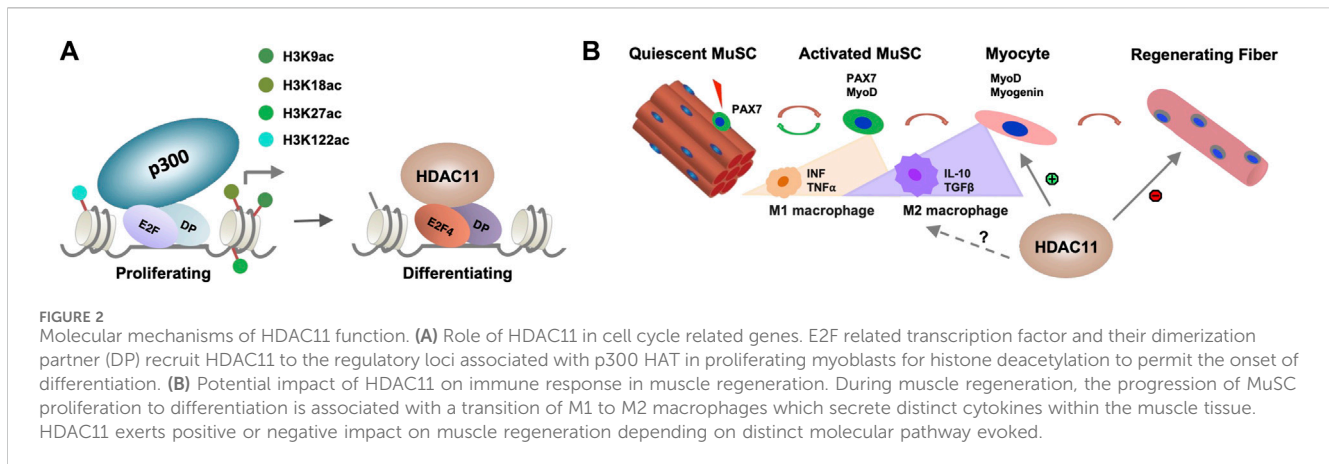 A
H3K9ac
H3K18ac
H3K27ac
H3K122ac
p300
E2F
DP
Proliferating
HDAC11
E2F4
DP
Differentiating
B
Quiescent MuSC
Activated MuSC
Myocyte
Regenerating Fiber
PAX7
PAX7
MyoD
MyoD
Myogenin
INF
TNFα
M1 macrophage
IL-10
TGFβ
M2 macrophage
+
-
?
HDAC11
FIGURE 2
Molecular mechanisms of HDAC11 function. (A) Role of HDAC11 in cell cycle related genes. E2F related transcription factor and their dimerization
partner (DP) recruit HDAC11 to the regulatory loci associated with p300 HAT in proliferating myoblasts for histone deacetylation to permit the onset of
differentiation. (B) Potential impact of HDAC11 on immune response in muscle regeneration. During muscle regeneration, the progression of MuSC
proliferation to differentiation is associated with a transition of M1 to M2 macrophages which secrete distinct cytokines within the muscle tissue.
HDAC11 exerts positive or negative impact on muscle regeneration depending on distinct molecular pathway evoked.